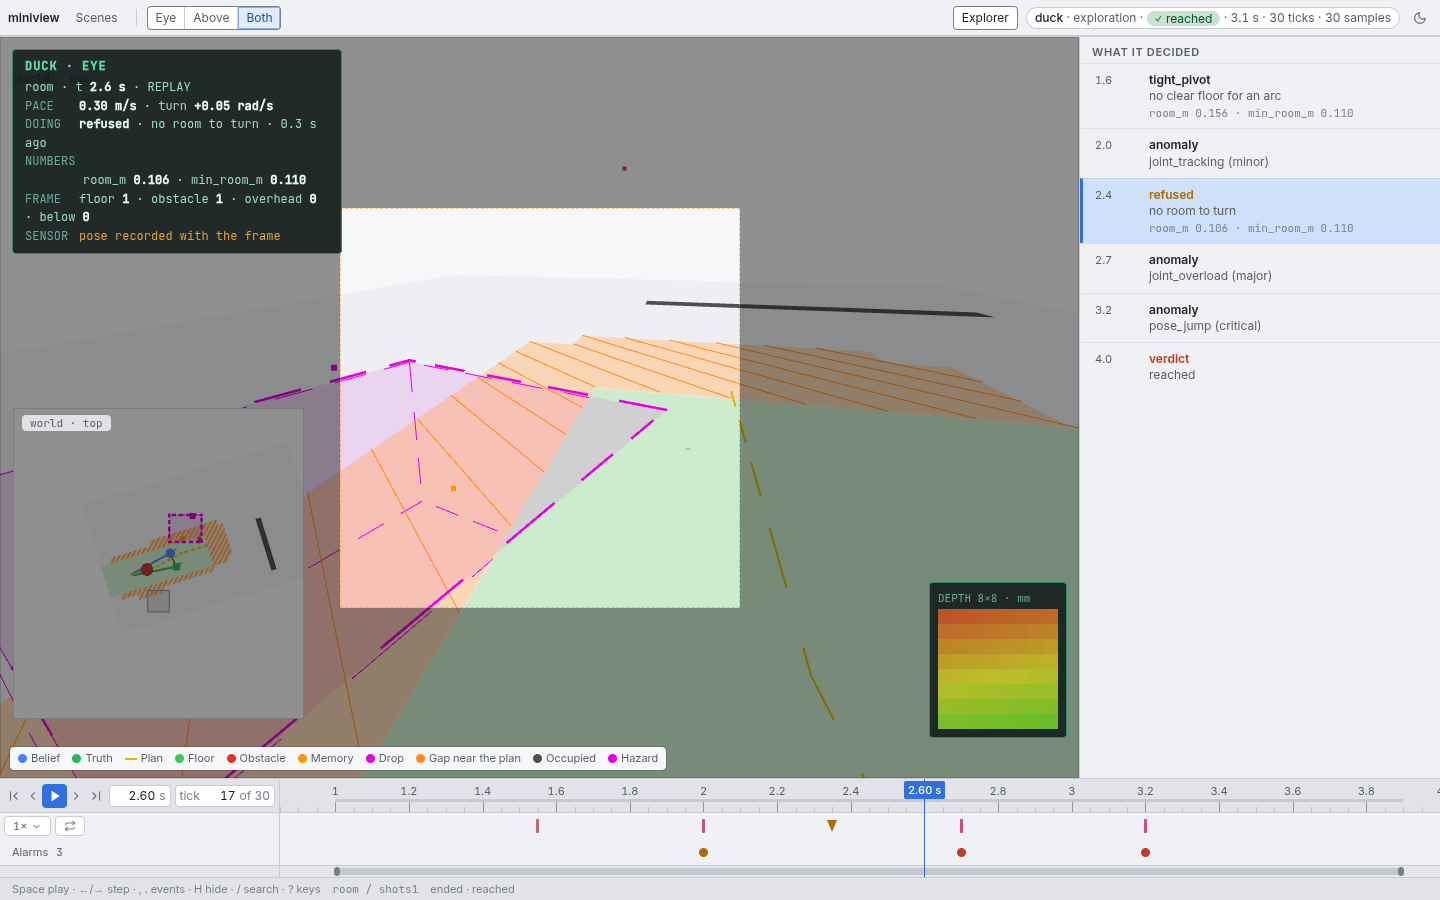 miniview Scenes Eye Above Both Explorer duck · exploration · ✓ reached · 3.1 s · 30 ticks · 30 samples
DUCK · EYE
room · t 2.6 s · REPLAY
PACE 0.30 m/s · turn +0.05 rad/s
DOING refused · no room to turn · 0.3 s
ago
NUMBERS
room_m 0.106 · min_room_m 0.110
FRAME floor 1 · obstacle 1 · overhead 0
· below 0
SENSOR pose recorded with the frame
WHAT IT DECIDED
1.6 tight_pivot
no clear floor for an arc
room_m 0.156 · min_room_m 0.110
2.0 anomaly
joint_tracking (minor)
2.4 refused
no room to turn
room_m 0.106 · min_room_m 0.110
2.7 anomaly
joint_overload (major)
3.2 anomaly
pose_jump (critical)
4.0 verdict
reached
world · top
DEPTH 8×8 · mm
Belief Truth Plan Floor Obstacle Memory Drop Gap near the plan Occupied Hazard
2.60 s tick 17 of 30 1 1.2 1.4 1.6 1.8 2 2.2 2.4 2.60 s 2.8 3 3.2 3.4 3.6 3.8
1×
Alarms 3
Space play · ←/→ step · , . events · H hide · / search · ? keys room / shots1 ended · reached